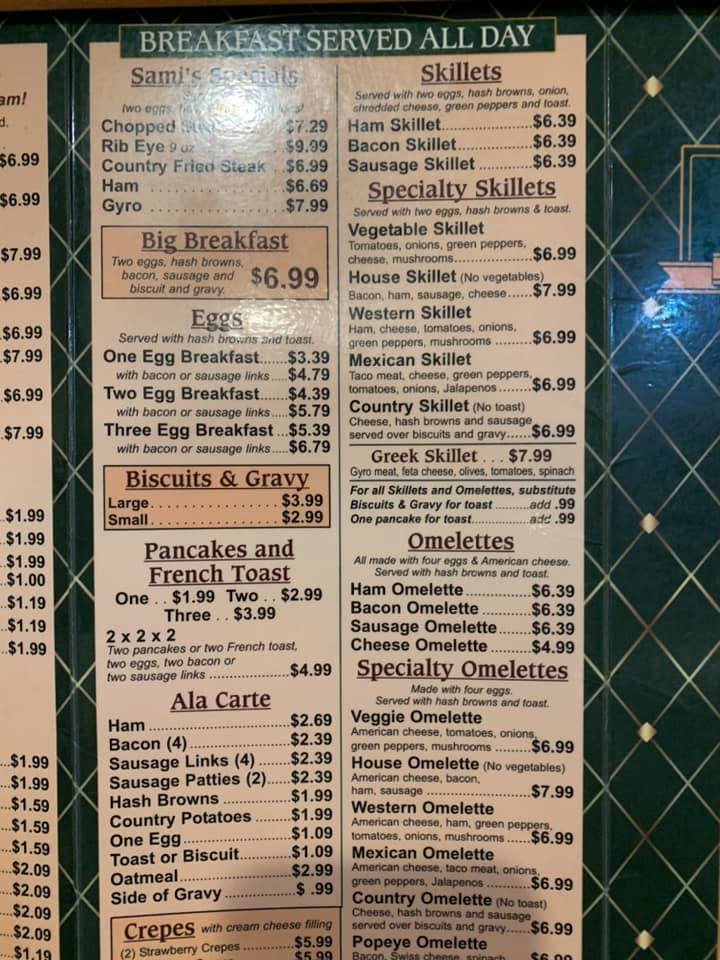 am!
d.
$6.99
$6.99
$7.99
$6.99
$6.99
$7.99
$6.99
$7.99
$1.99
$1.99
$1.99
$1.00
$1.19
$1.19
$1.99
$1.99
$1.99
$1.59
$1.59
$1.59
$2.09
$2.09
$2.09
$2.09
$1.19
BREAKFAST SERVED ALL DAY
Sami's Specials
Two eggs,
Chopped $7.29
Rib Eye 9 oz $9.99
Country Fried Steak $6.99
Ham $6.69
Gyro $7.99
Big Breakfast
Two eggs, hash browns,
bacon, sausage and
biscuit and gravy $6.99
Eggs
Served with hash browns and toast.
One Egg Breakfast......$3.39
with bacon or sausage links....$4.79
Two Egg Breakfast......$4.39
with bacon or sausage links....$5.79
Three Egg Breakfast ...$5.39
with bacon or sausage links....$6.79
Biscuits & Gravy
Large................ $3.99
Small................ $2.99
Pancakes and
French Toast
One .. $1.99 Two .. $2.99
Three .. $3.99
2 x 2 x 2
Two pancakes or two French toast,
two eggs, two bacon or
two sausage links ....................$4.99
Ala Carte
Ham ..............................$2.69
Bacon (4).......................$2.39
Sausage Links (4) .......$2.39
Sausage Patties (2).....$2.39
Hash Browns ...............$1.99
Country Potatoes ........$1.99
One Egg.......................$1.09
Toast or Biscuit...........$1.09
Oatmeal.......................$2.99
Side of Gravy...............$ .99
Crepes with cream cheese filling
(2) Strawberry Crepes ..............$5.99
$5.99
Skillets
Served with two eggs, hash browns, onion,
shredded cheese, green peppers and toast.
Ham Skillet...................$6.39
Bacon Skillet................$6.39
Sausage Skillet ...........$6.39
Specialty Skillets
Served with two eggs, hash browns & toast.
Vegetable Skillet
Tomatoes, onions, green peppers,
cheese, mushrooms.................$6.99
House Skillet (No vegetables)
Bacon, ham, sausage, cheese......$7.99
Western Skillet
Ham, cheese, tomatoes, onions,
green peppers, mushrooms .........$6.99
Mexican Skillet
Taco meat, cheese, green peppers,
tomatoes, onions, Jalapenos........$6.99
Country Skillet (No toast)
Cheese, hash browns and sausage
served over biscuits and gravy......$6.99
Greek Skillet . . . $7.99
Gyro meat, feta cheese, olives, tomatoes, spinach
For all Skillets and Omelettes, substitute
Biscuits & Gravy for toast .........add .99
One pancake for toast...............add .99
Omelettes
All made with four eggs & American cheese.
Served with hash browns and toast.
Ham Omelette ..............$6.39
Bacon Omelette ...........$6.39
Sausage Omelette........$6.39
Cheese Omelette .........$4.99
Specialty Omelettes
Made with four eggs.
Served with hash browns and toast.
Veggie Omelette
American cheese, tomatoes, onions,
green peppers, mushrooms .........$6.99
House Omelette (No vegetables)
American cheese, bacon,
ham, sausage ..........................$7.99
Western Omelette
American cheese, ham, green peppers,
tomatoes, onions, mushrooms ......$6.99
Mexican Omelette
American cheese, taco meat, onions,
green peppers, Jalapenos...........$6.99
Country Omelette (No toast)
Cheese, hash browns and sausage
served over biscuits and gravy......$6.99
Popeye Omelette
Bacon, Swiss cheese, spinach $6.99